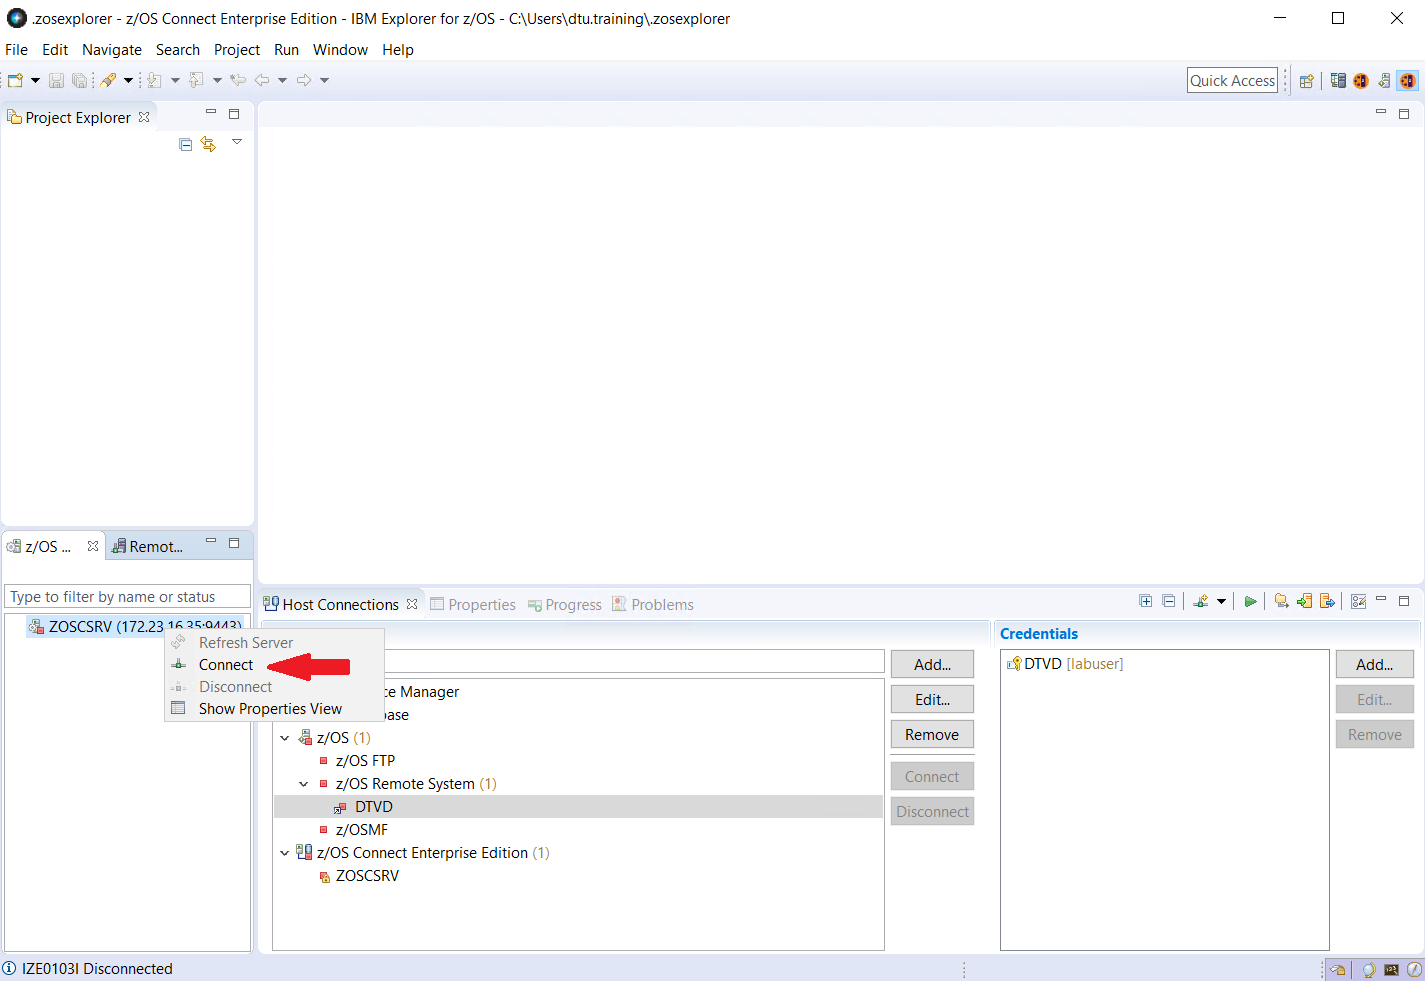 .zosexplorer - z/OS Connect Enterprise Edition - IBM Explorer for z/OS - C:\Users\dtu.training\.zosexplorer
File Edit Navigate Search Project Run Window Help
Quick Access
Project Explorer
z/OS ...
Remot...
Type to filter by name or status
ZOSCSRV (172.23.16.35:9443)
Refresh Server
Connect
Disconnect
Show Properties View
Host Connections
Properties
Progress
Problems
ce Manager
base
z/OS (1)
z/OS FTP
z/OS Remote System (1)
DTVD
z/OSMF
z/OS Connect Enterprise Edition (1)
ZOSCSRV
Add...
Edit...
Remove
Connect
Disconnect
Credentials
DTVD [labuser]
Add...
Edit...
Remove
IZE0103I Disconnected